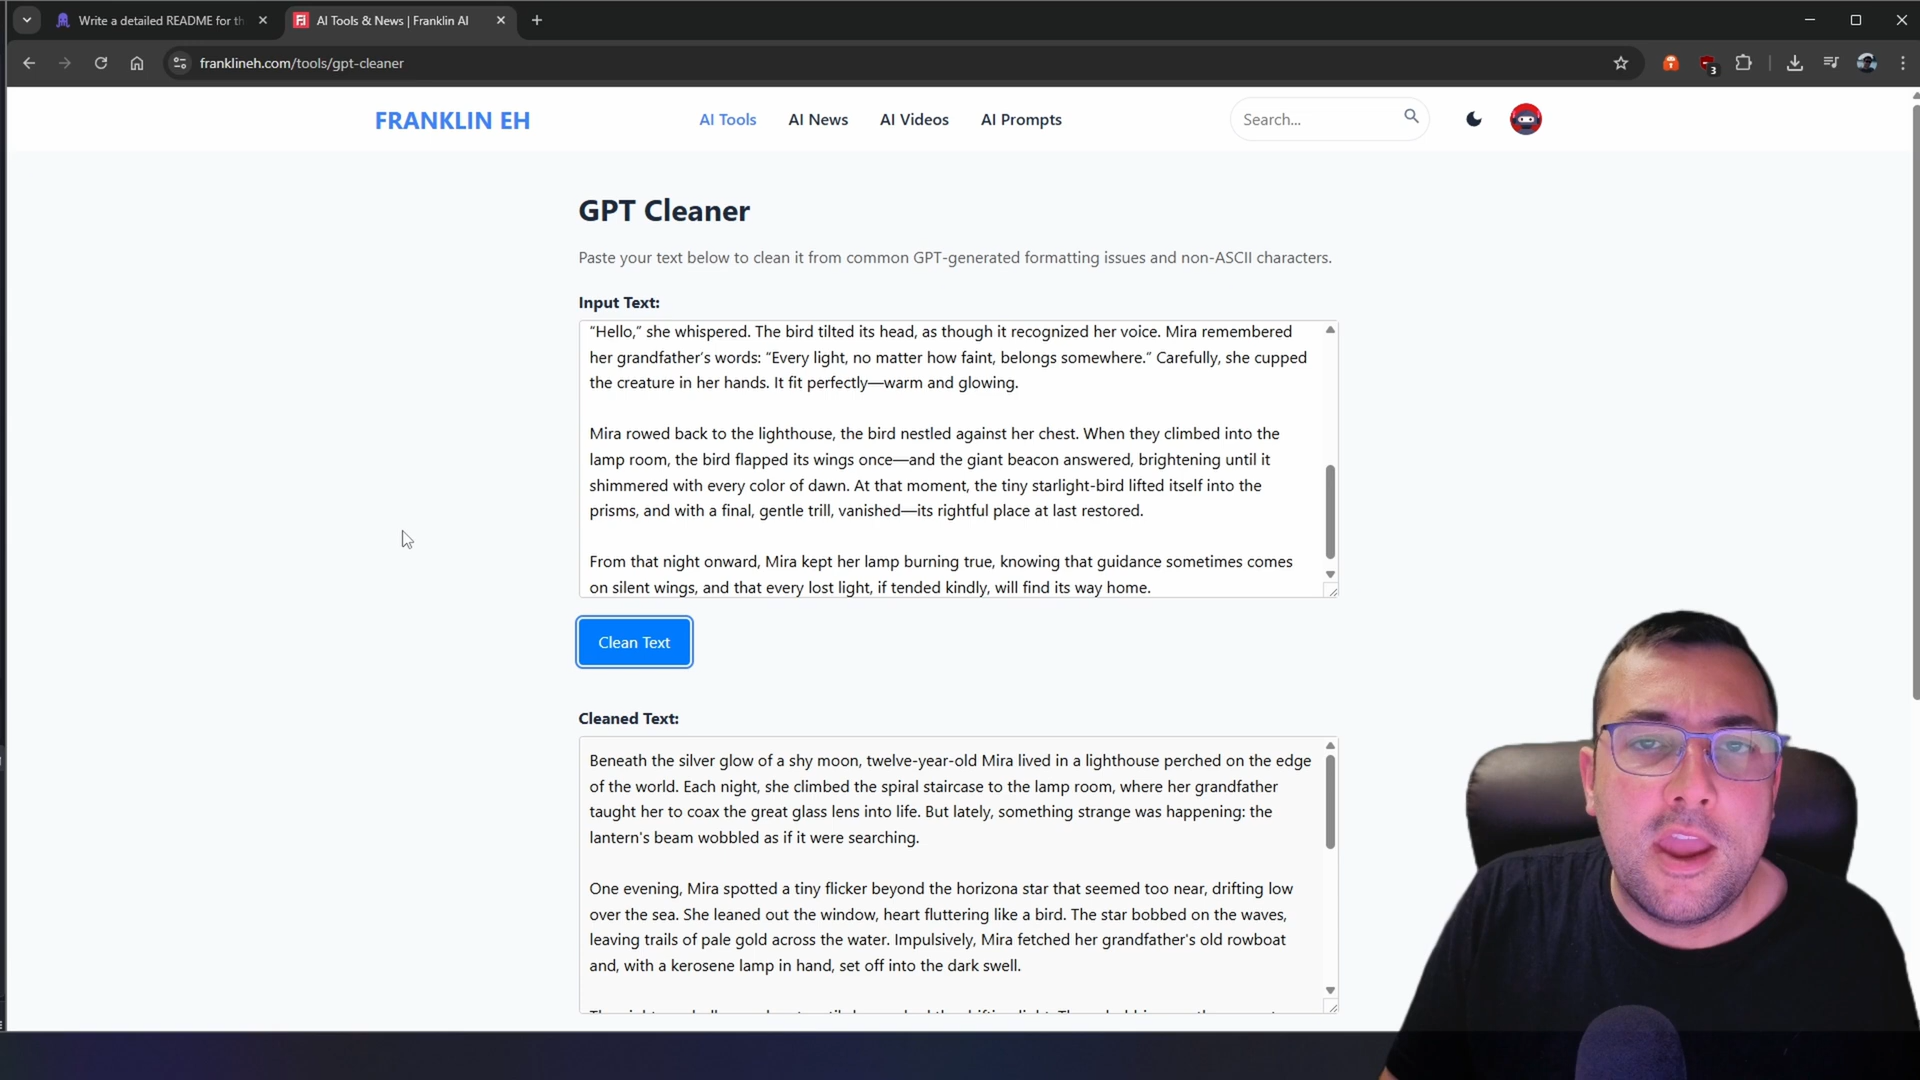 Write a detailed README for th
AI Tools & News | Franklin AI
franklineh.com/tools/gpt-cleaner
3
FRANKLIN EH
AI Tools
AI News
AI Videos
AI Prompts
Search...
GPT Cleaner
Paste your text below to clean it from common GPT-generated formatting issues and non-ASCII characters.
Input Text:
“Hello,” she whispered. The bird tilted its head, as though it recognized her voice. Mira remembered
her grandfather’s words: “Every light, no matter how faint, belongs somewhere.” Carefully, she cupped
the creature in her hands. It fit perfectly—warm and glowing.
Mira rowed back to the lighthouse, the bird nestled against her chest. When they climbed into the
lamp room, the bird flapped its wings once—and the giant beacon answered, brightening until it
shimmered with every color of dawn. At that moment, the tiny starlight-bird lifted itself into the
prisms, and with a final, gentle trill, vanished—its rightful place at last restored.
From that night onward, Mira kept her lamp burning true, knowing that guidance sometimes comes
on silent wings, and that every lost light, if tended kindly, will find its way home.
Clean Text
Cleaned Text:
Beneath the silver glow of a shy moon, twelve-year-old Mira lived in a lighthouse perched on the edge
of the world. Each night, she climbed the spiral staircase to the lamp room, where her grandfather
taught her to coax the great glass lens into life. But lately, something strange was happening: the
lantern's beam wobbled as if it were searching.
One evening, Mira spotted a tiny flicker beyond the horizona star that seemed too near, drifting low
over the sea. She leaned out the window, heart fluttering like a bird. The star bobbed on the waves,
leaving trails of pale gold across the water. Impulsively, Mira fetched her grandfather's old rowboat
and, with a kerosene lamp in hand, set off into the dark swell.